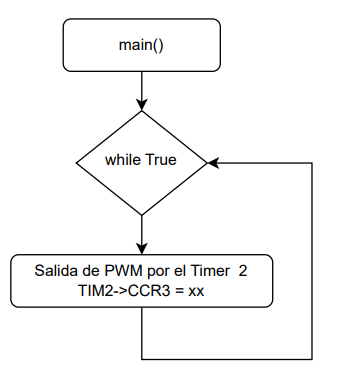 main()
while True
Salida de PWM por el Timer 2
TIM2->CCR3 = xx